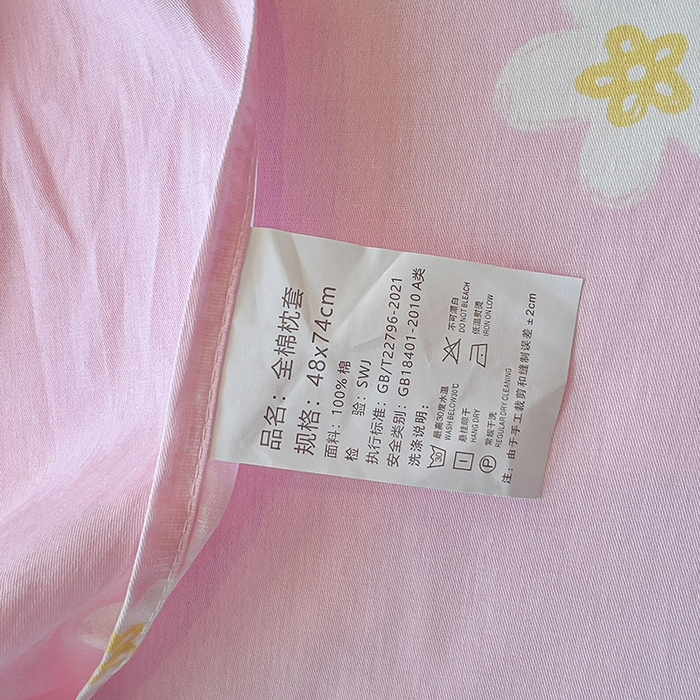 品名：全棉枕套
规格：48x74cm
面料：100% 棉
检 验：SWJ
执行标准：GB/T22796-2021
安全类别：GB18401-2010 A类
洗涤说明：
30 最高30度水温 不可漂白
WASH BELOW30℃ DO NOT BLEACH
悬挂晾干 低温熨烫
HANG DRY IRON ON LOW
P 常规干洗
REGULAR DRY CLEANING
注：由于手工裁剪和缝制误差±2cm